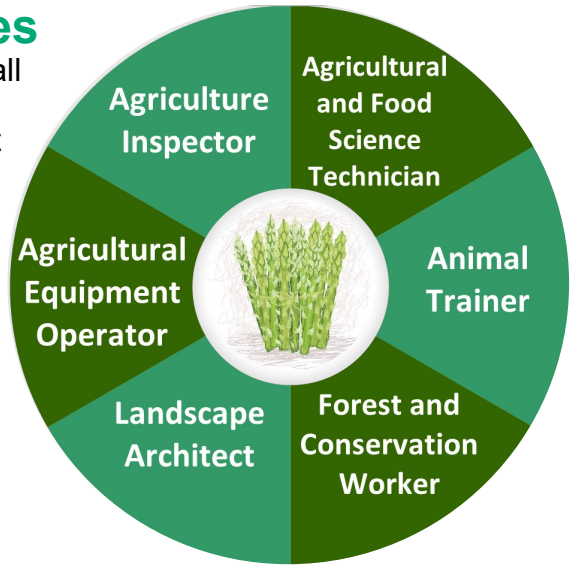 es
all
Agriculture
Inspector
Agricultural
and Food
Science
Technician
Animal
Trainer
Forest and
Conservation
Worker
Landscape
Architect
Agricultural
Equipment
Operator